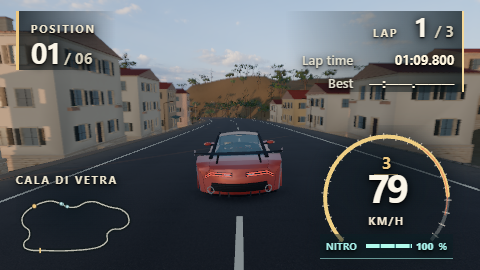 POSITION
01 / 06
LAP 1 / 3
Lap time 01:09.800
Best --:--.---
CALA DI VETRA
3
79
KM/H
NITRO 100 %